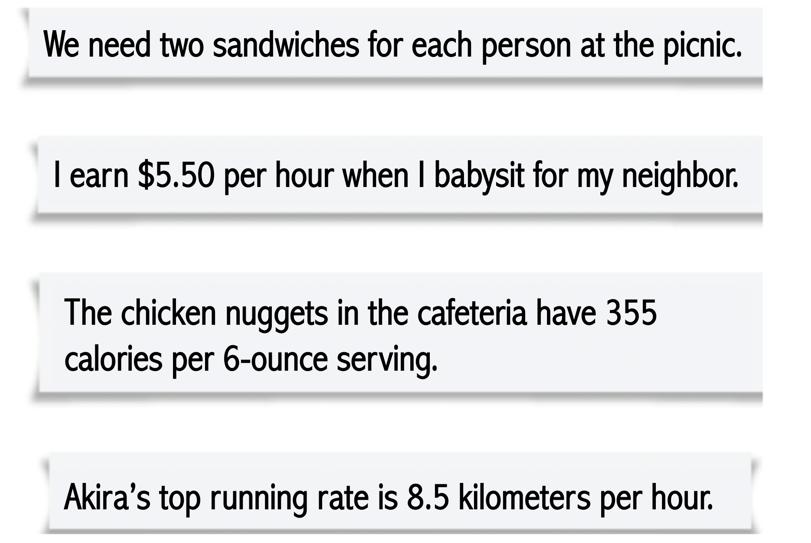 We need two sandwiches for each person at the picnic.
I earn $5.50 per hour when I babysit for my neighbor.
The chicken nuggets in the cafeteria have 355
calories per 6-ounce serving.
Akira’s top running rate is 8.5 kilometers per hour.